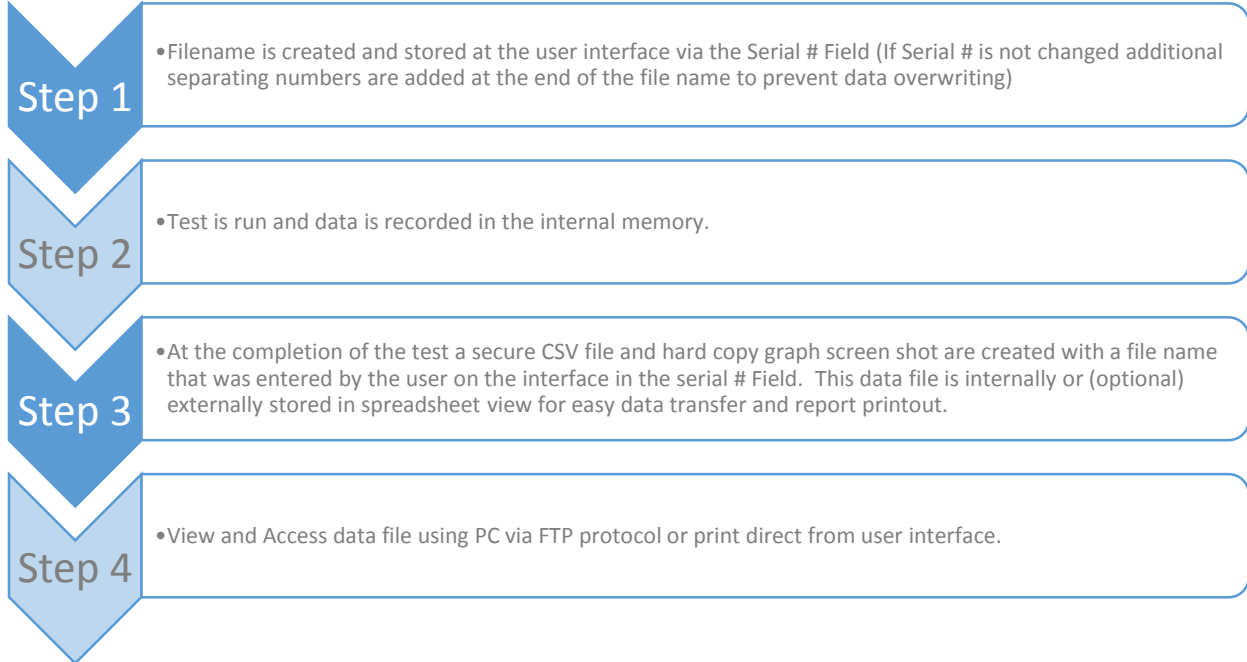 Step 1
•Filename is created and stored at the user interface via the Serial # Field (If Serial # is not changed additional
separating numbers are added at the end of the file name to prevent data overwriting)
Step 2
•Test is run and data is recorded in the internal memory.
Step 3
•At the completion of the test a secure CSV file and hard copy graph screen shot are created with a file name
that was entered by the user on the interface in the serial # Field.  This data file is internally or (optional)
externally stored in spreadsheet view for easy data transfer and report printout.
Step 4
•View and Access data file using PC via FTP protocol or print direct from user interface.